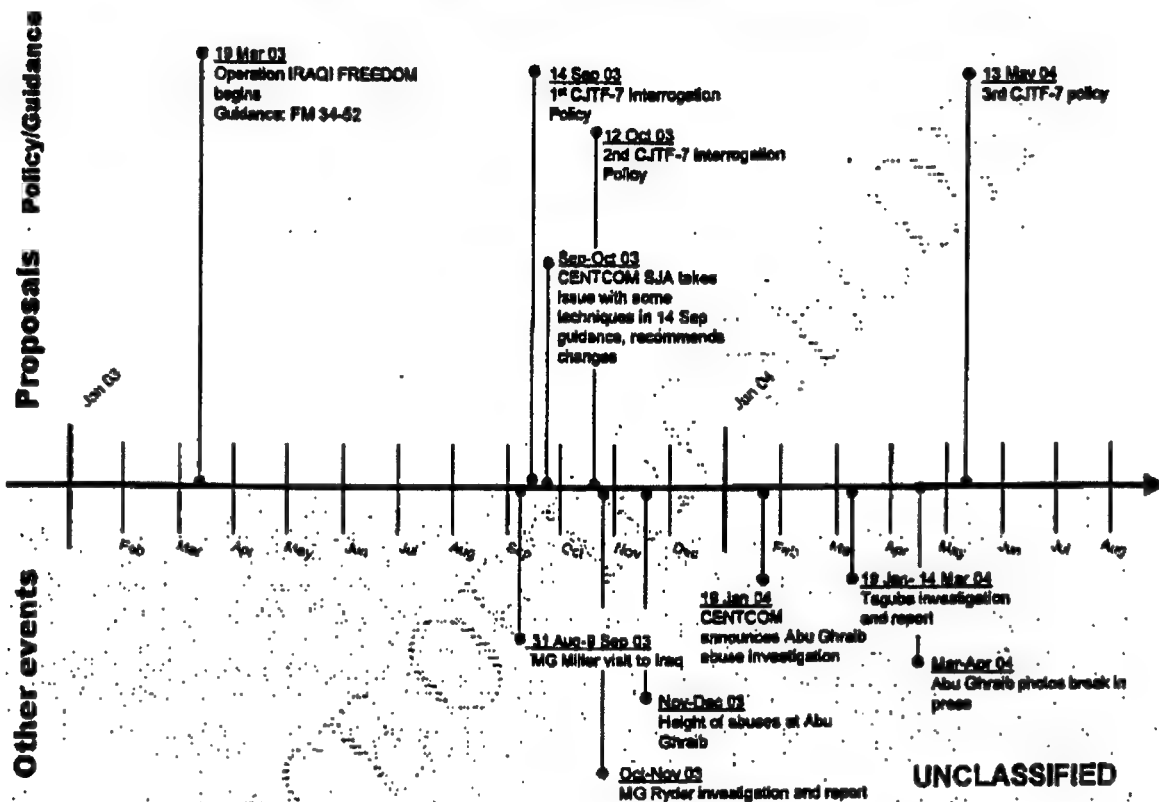 Proposals · Policy/Guidance
19 Mar 03
Operation IRAQI FREEDOM
begins
Guidance: FM 34-52
14 Sep 03
1st CJTF-7 Interrogation
Policy
12 Oct 03
2nd CJTF-7 Interrogation
Policy
Sep-Oct 03
CENTCOM SJA takes
issue with some
techniques in 14 Sep
guidance, recommends
changes
13 May 04
3rd CJTF-7 policy
Jan 03
Jan 04
Feb
Mar
Apr
May
Jun
Jul
Aug
Sep
Oct
Nov
Dec
Feb
Mar
Apr
May
Jun
Jul
Aug
Other events
31 Aug-9 Sep 03
MG Miller visit to Iraq
Oct-Nov 03
MG Ryder investigation and report
Nov-Dec 03
Height of abuses at Abu
Ghraib
CENTCOM
announces Abu Ghraib
abuse investigation
19 Jan- 14 Mar 04
Taguba investigation
and report
Mar-Apr 04
Abu Ghraib photos break in
press
UNCLASSIFIED